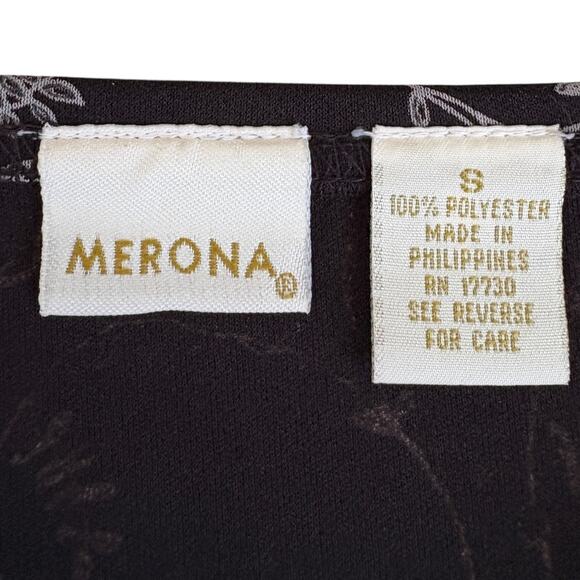 MERONA®
S
100% POLYESTER
MADE IN
PHILIPPINES
RN 17730
SEE REVERSE
FOR CARE